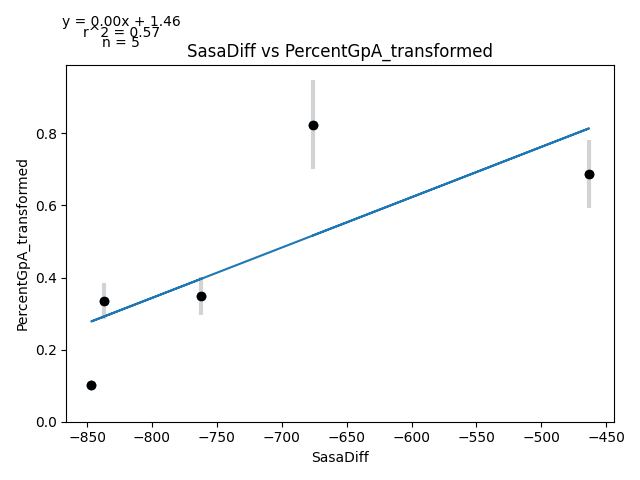 y = 0.00x + 1.46
r^2 = 0.57
n = 5
SasaDiff vs PercentGpA_transformed
PercentGpA_transformed
0.8
0.6
0.4
0.2
0.0
−850
−800
−750
−700
−650
−600
−550
−500
−450
SasaDiff